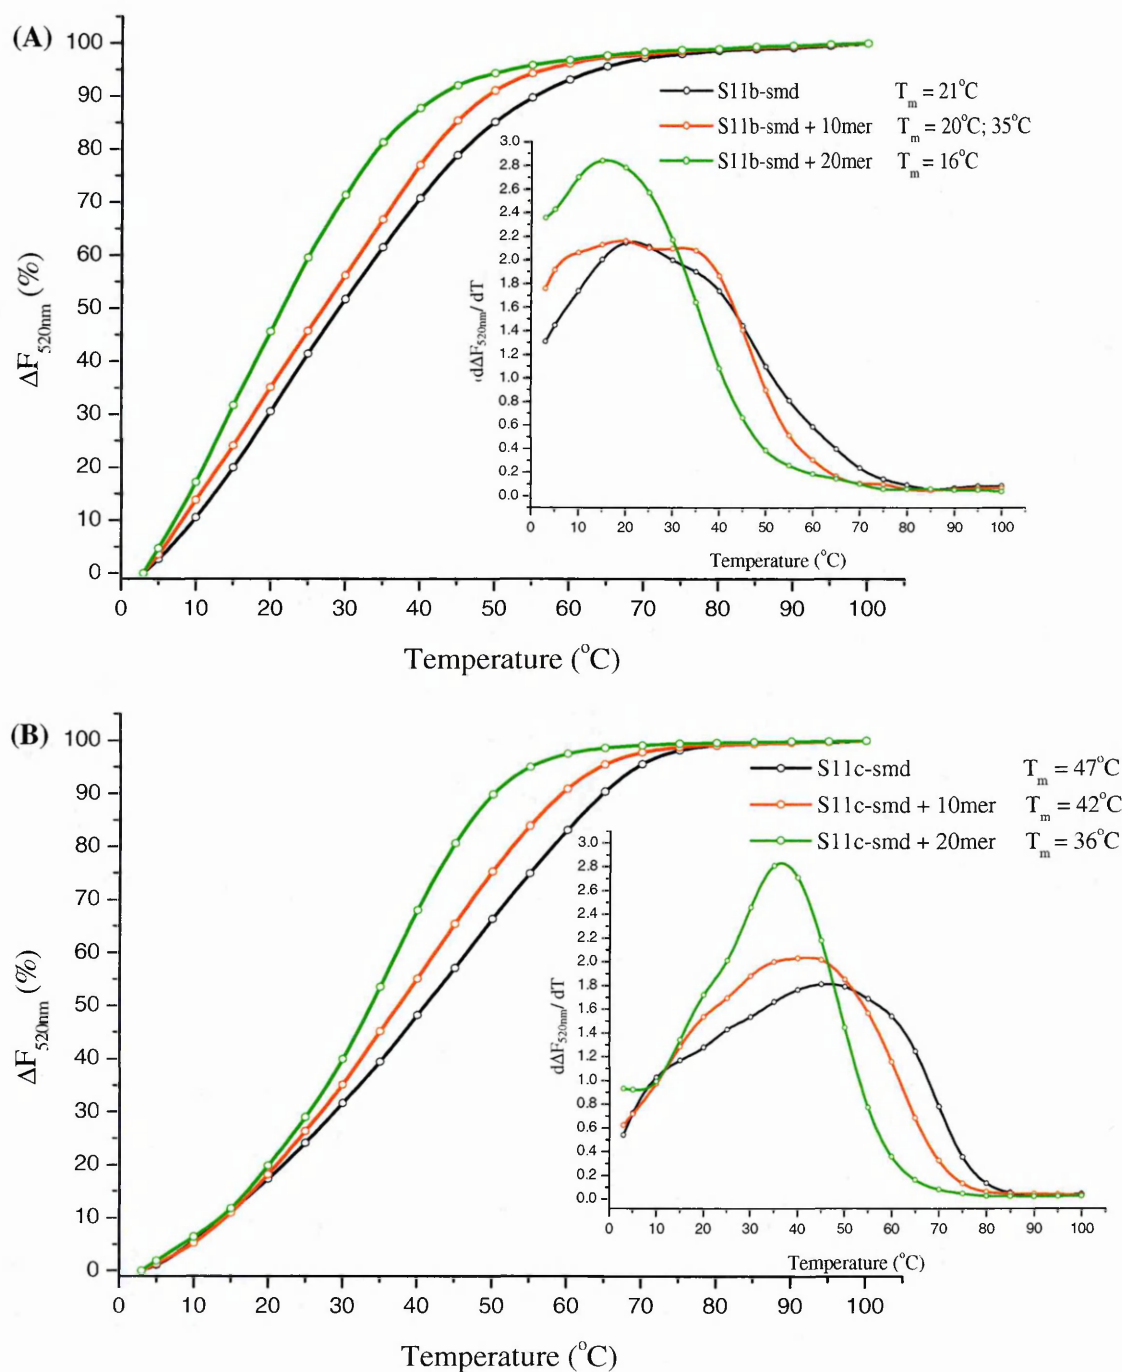 (A)
100
90
80
70
60
50
40
30
20
10
0
ΔF520nm (%)
0 10 20 30 40 50 60 70 80 90 100
Temperature (°C)
S11b-smd Tm = 21°C
S11b-smd + 10mer Tm = 20°C; 35°C
S11b-smd + 20mer Tm = 16°C
3.0
2.8
2.6
2.4
2.2
2.0
1.8
1.6
1.4
1.2
1.0
0.8
0.6
0.4
0.2
0.0
dΔF520nm/ dT
0 10 20 30 40 50 60 70 80 90 100
Temperature (°C)
(B)
100
90
80
70
60
50
40
30
20
10
0
ΔF520nm (%)
0 10 20 30 40 50 60 70 80 90 100
Temperature (°C)
S11c-smd Tm = 47°C
S11c-smd + 10mer Tm = 42°C
S11c-smd + 20mer Tm = 36°C
3.0
2.8
2.6
2.4
2.2
2.0
1.8
1.6
1.4
1.2
1.0
0.8
0.6
0.4
0.2
0.0
dΔF520nm/ dT
0 10 20 30 40 50 60 70 80 90 100
Temperature (°C)